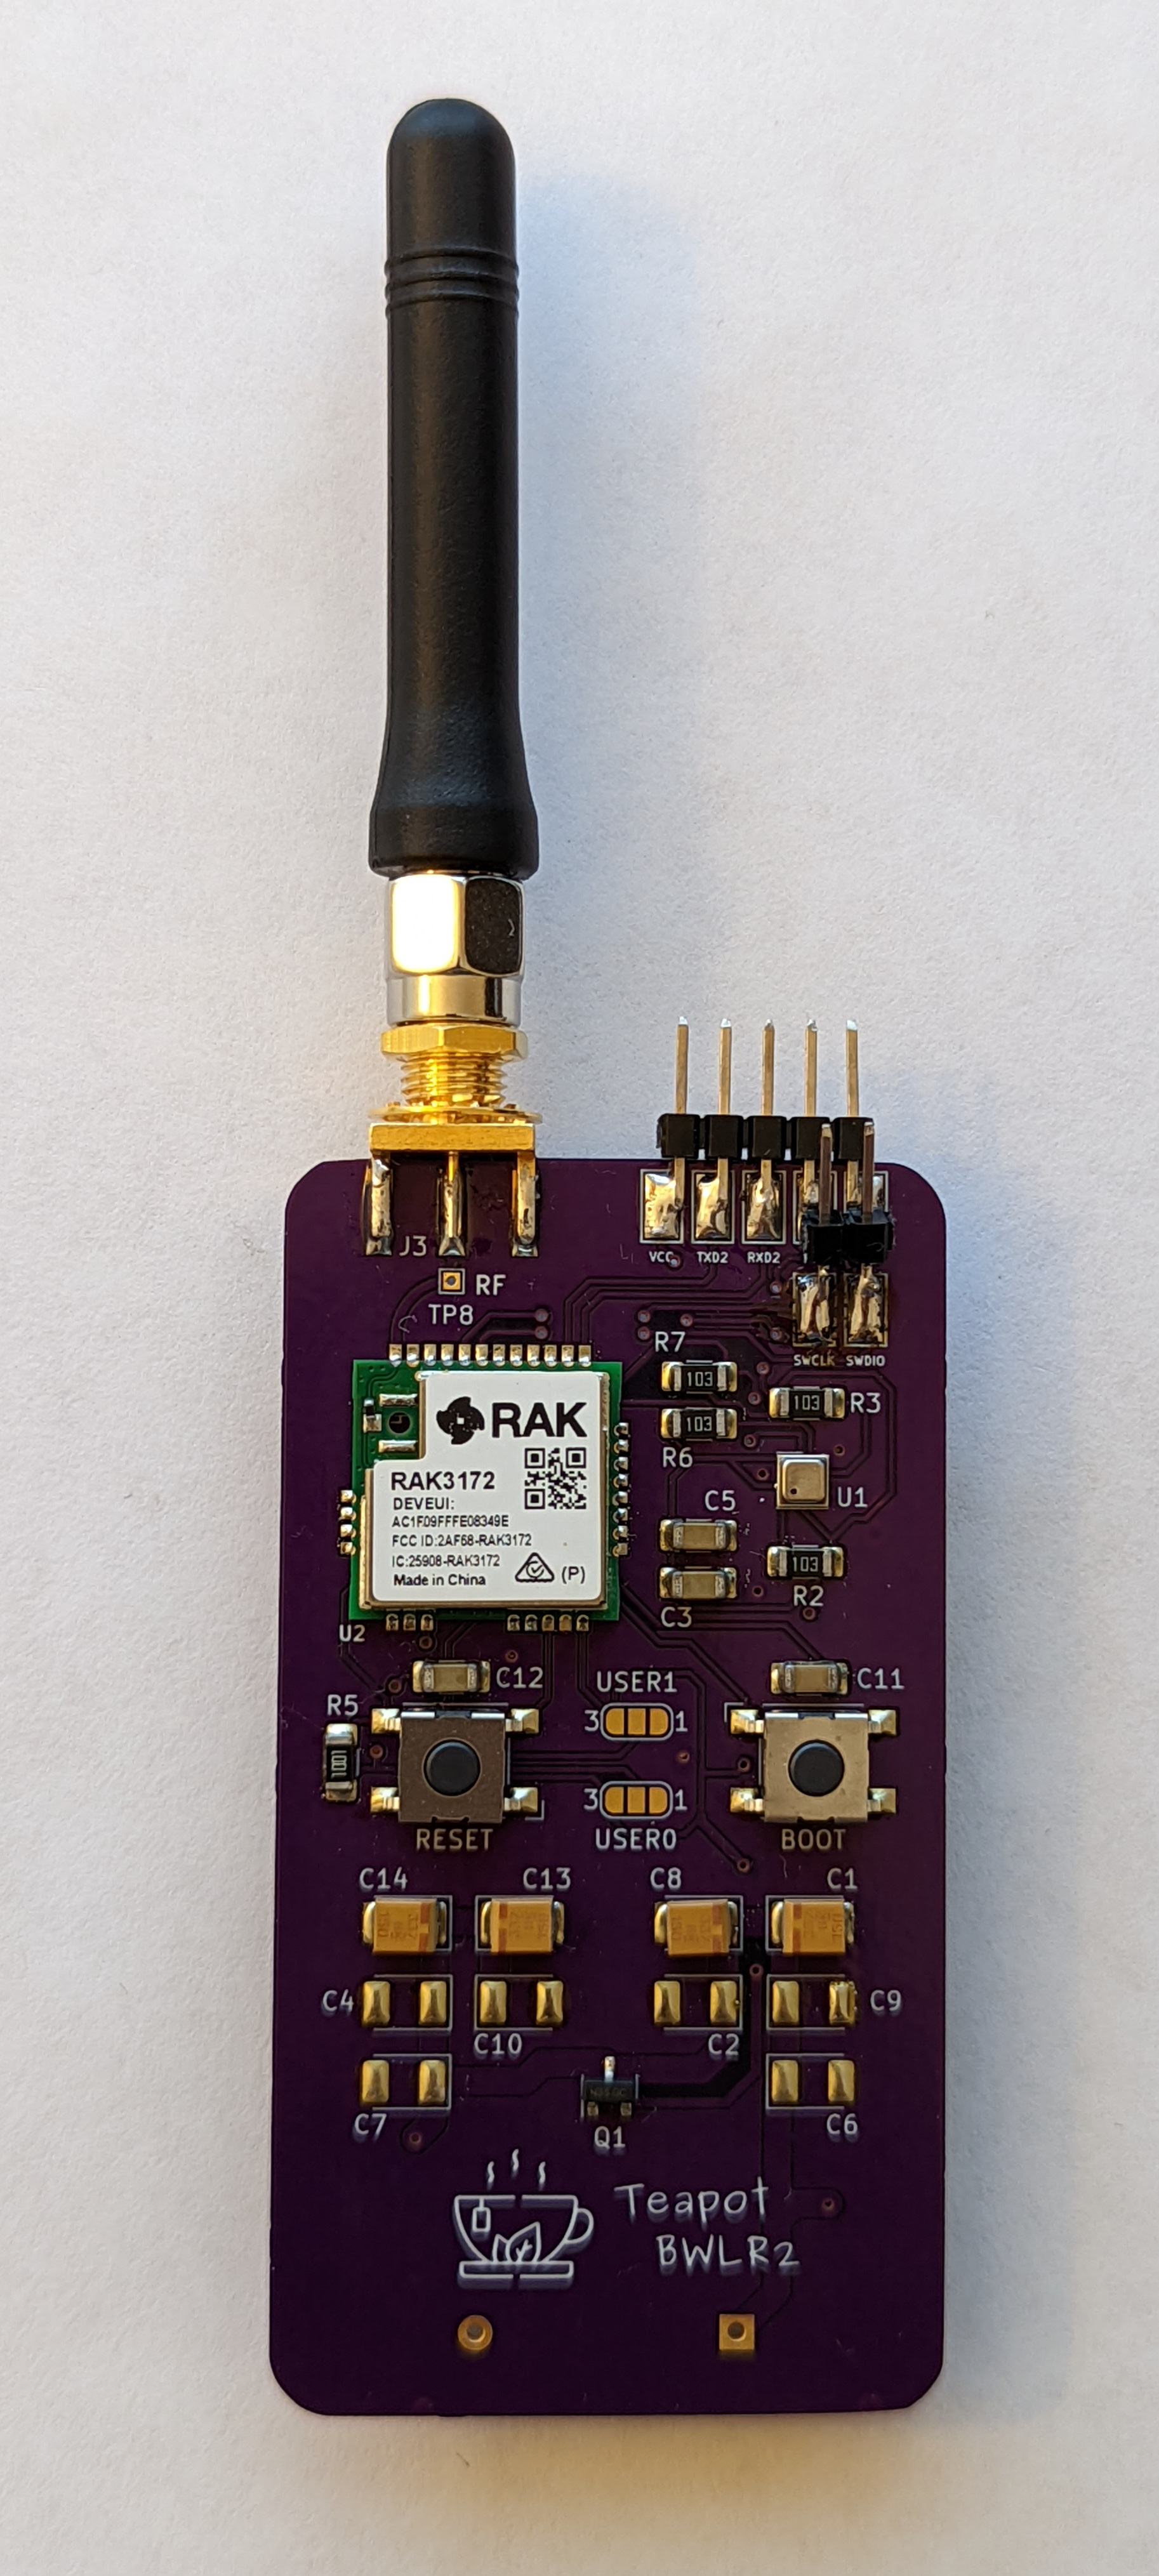 J3
VCC TXD2 RXD2
RF
TP8
SWCLK SWDIO
R7
103
103 R3
103
R6
RAK
RAK3172
DEVEUI:
AC1F09FFFE08349E
FCC ID:2AF68-RAK3172
IC:25908-RAK3172
Made in China
(P)
U1
C5
103
R2
C3
U2
C12
USER1
C11
R5
3 1
3 1
RESET
USER0
BOOT
C14
C13
C8
C1
C4
C9
C10
C2
C7
C6
Q1
Teapot
BWLR2